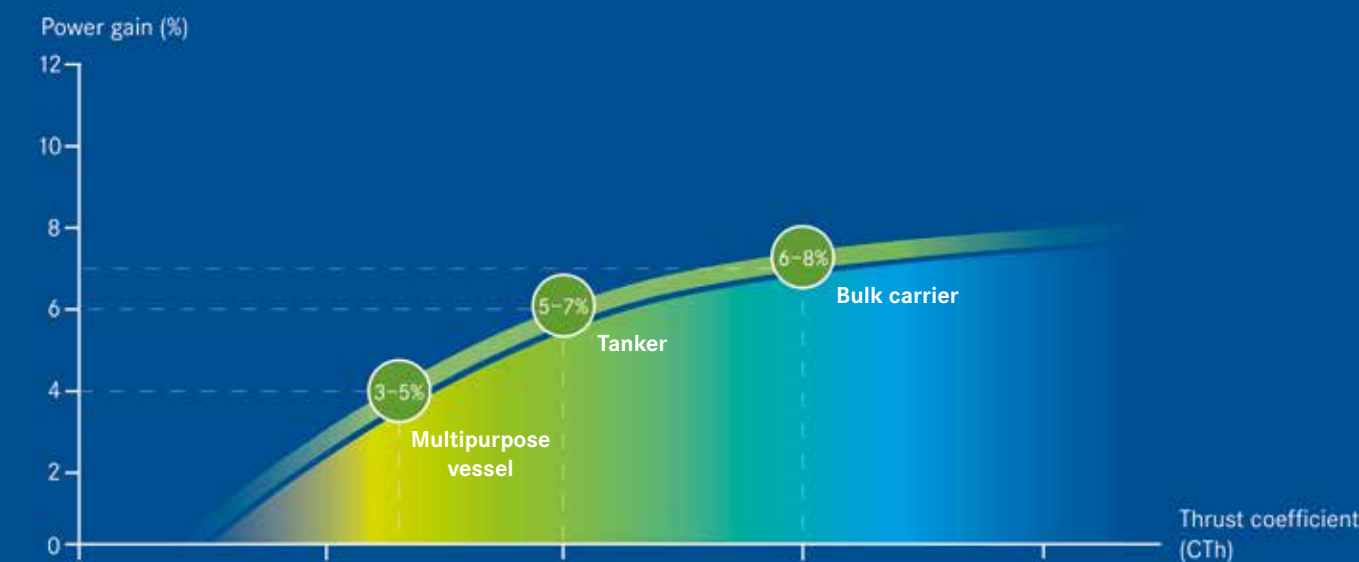 Power gain (%)
12
10
8
6
4
2
0
6–8%
Bulk carrier
5–7%
Tanker
3–5%
Multipurpose
vessel
Thrust coefficient
(CTh)